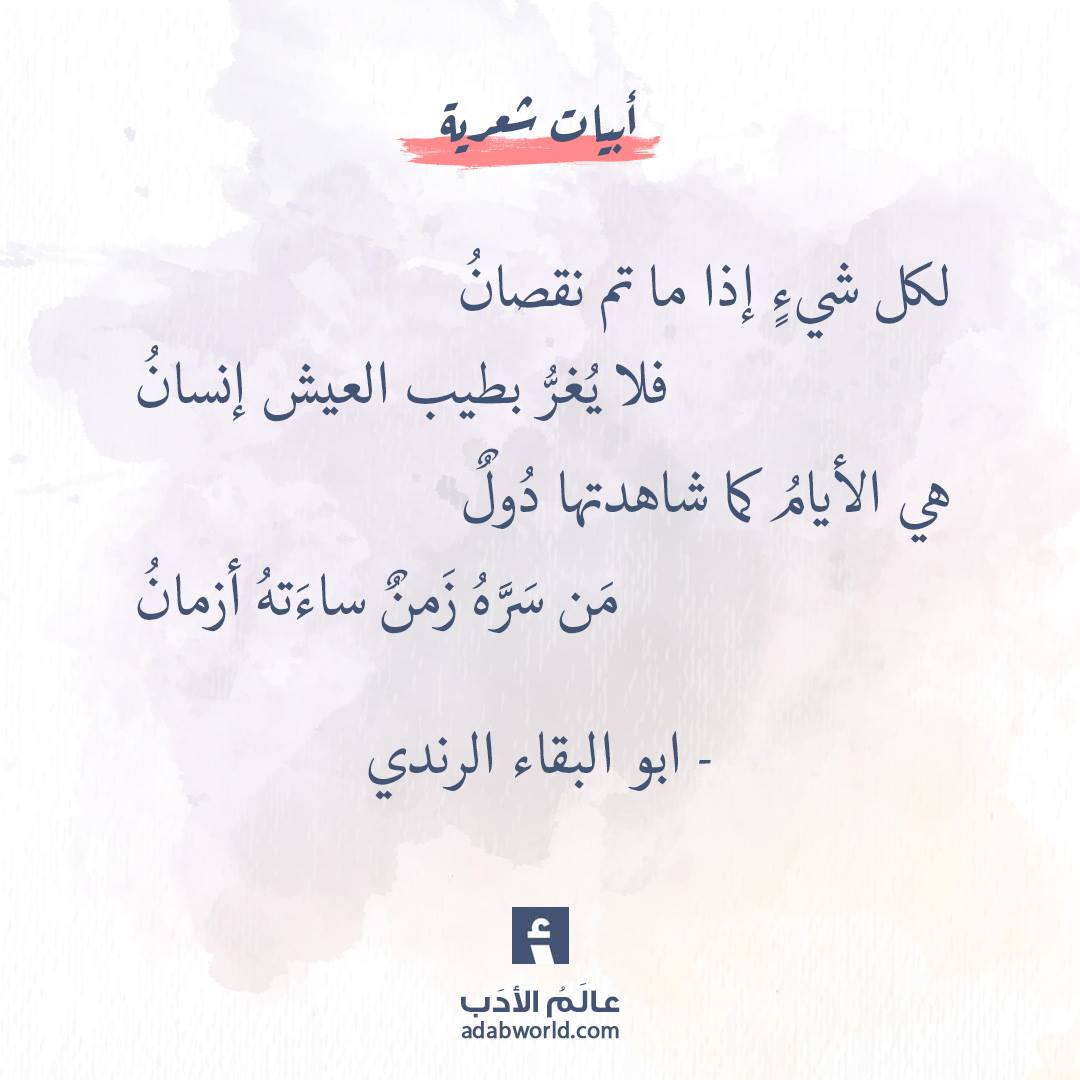 أبيات شعرية
لكل شيءٍ إذا ما تم نقصانُ
فلا يُغرُّ بطيب العيش إنسانُ
هي الأيامُ كما شاهدتها دُولٌ
مَن سَرَّهُ زَمنٌ ساءَتهُ أزمانُ
- ابو البقاء الرندي
أ
عالَمُ الأدَب
adabworld.com